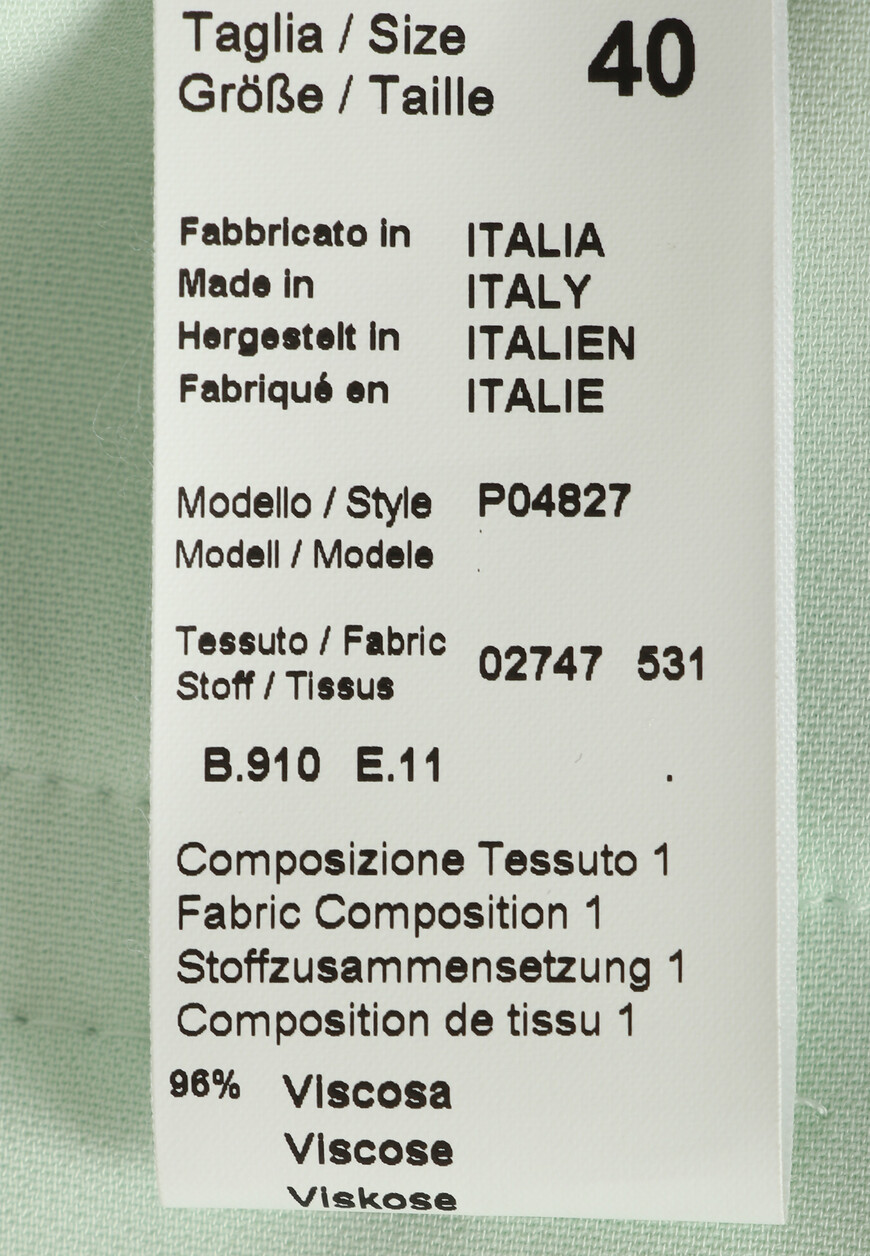 Taglia / Size 40
Größe / Taille
Fabbricato in ITALIA
Made in ITALY
Hergestelt in ITALIEN
Fabriqué en ITALIE
Modello / Style P04827
Modell / Modele
Tessuto / Fabric 02747 531
Stoff / Tissus
B.910 E.11 .
Composizione Tessuto 1
Fabric Composition 1
Stoffzusammensetzung 1
Composition de tissu 1
96% Viscosa
Viscose
Viskose